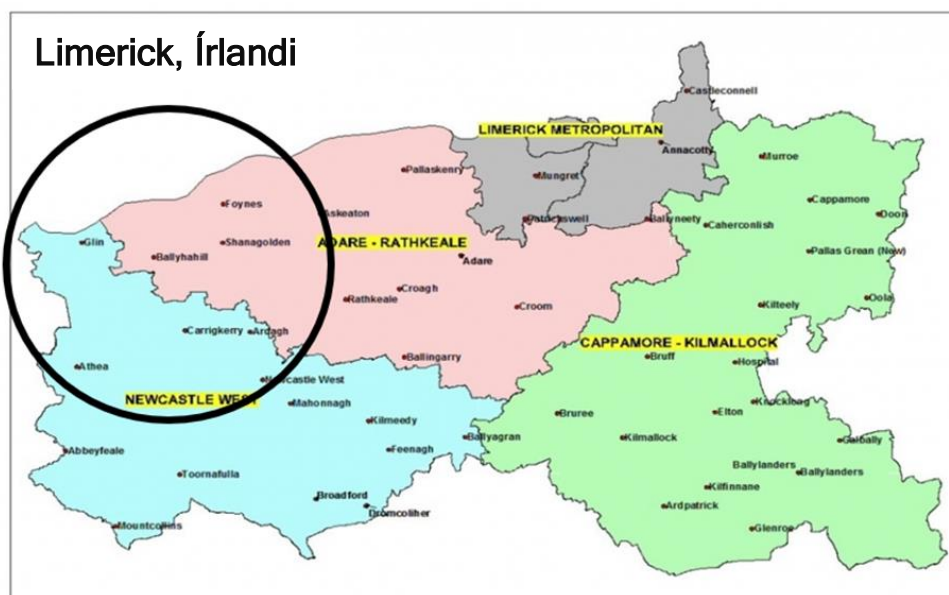 Limerick, Írlandi
Castleconnell
LIMERICK METROPOLITAN
Annacotty
Murroe
Pallaskenry
Mungret
Cappamore
Foynes
Askeaton
Patrickswell
Ballyneety
Caherconlish
Doon
Glin
Shanagolden
ADARE - RATHKEALE
Ballyhahill
Adare
Pallas Grean (New)
Croagh
Rathkeale
Croom
Kilteely
Oola
Carrigkerry
Ardagh
CAPPAMORE - KILMALLOCK
Ballingarry
Bruff
Hospital
Athea
Newcastle West
NEWCASTLE WEST
Mahonnagh
Knocklong
Bruree
Elton
Kilmeedy
Ballyagran
Kilmallock
Galbally
Abbeyfeale
Feenagh
Ballylanders
Ballylanders
Toornafulla
Kilfinnane
Broadford
Dromcoliher
Ardpatrick
Mountcollins
Glenroe